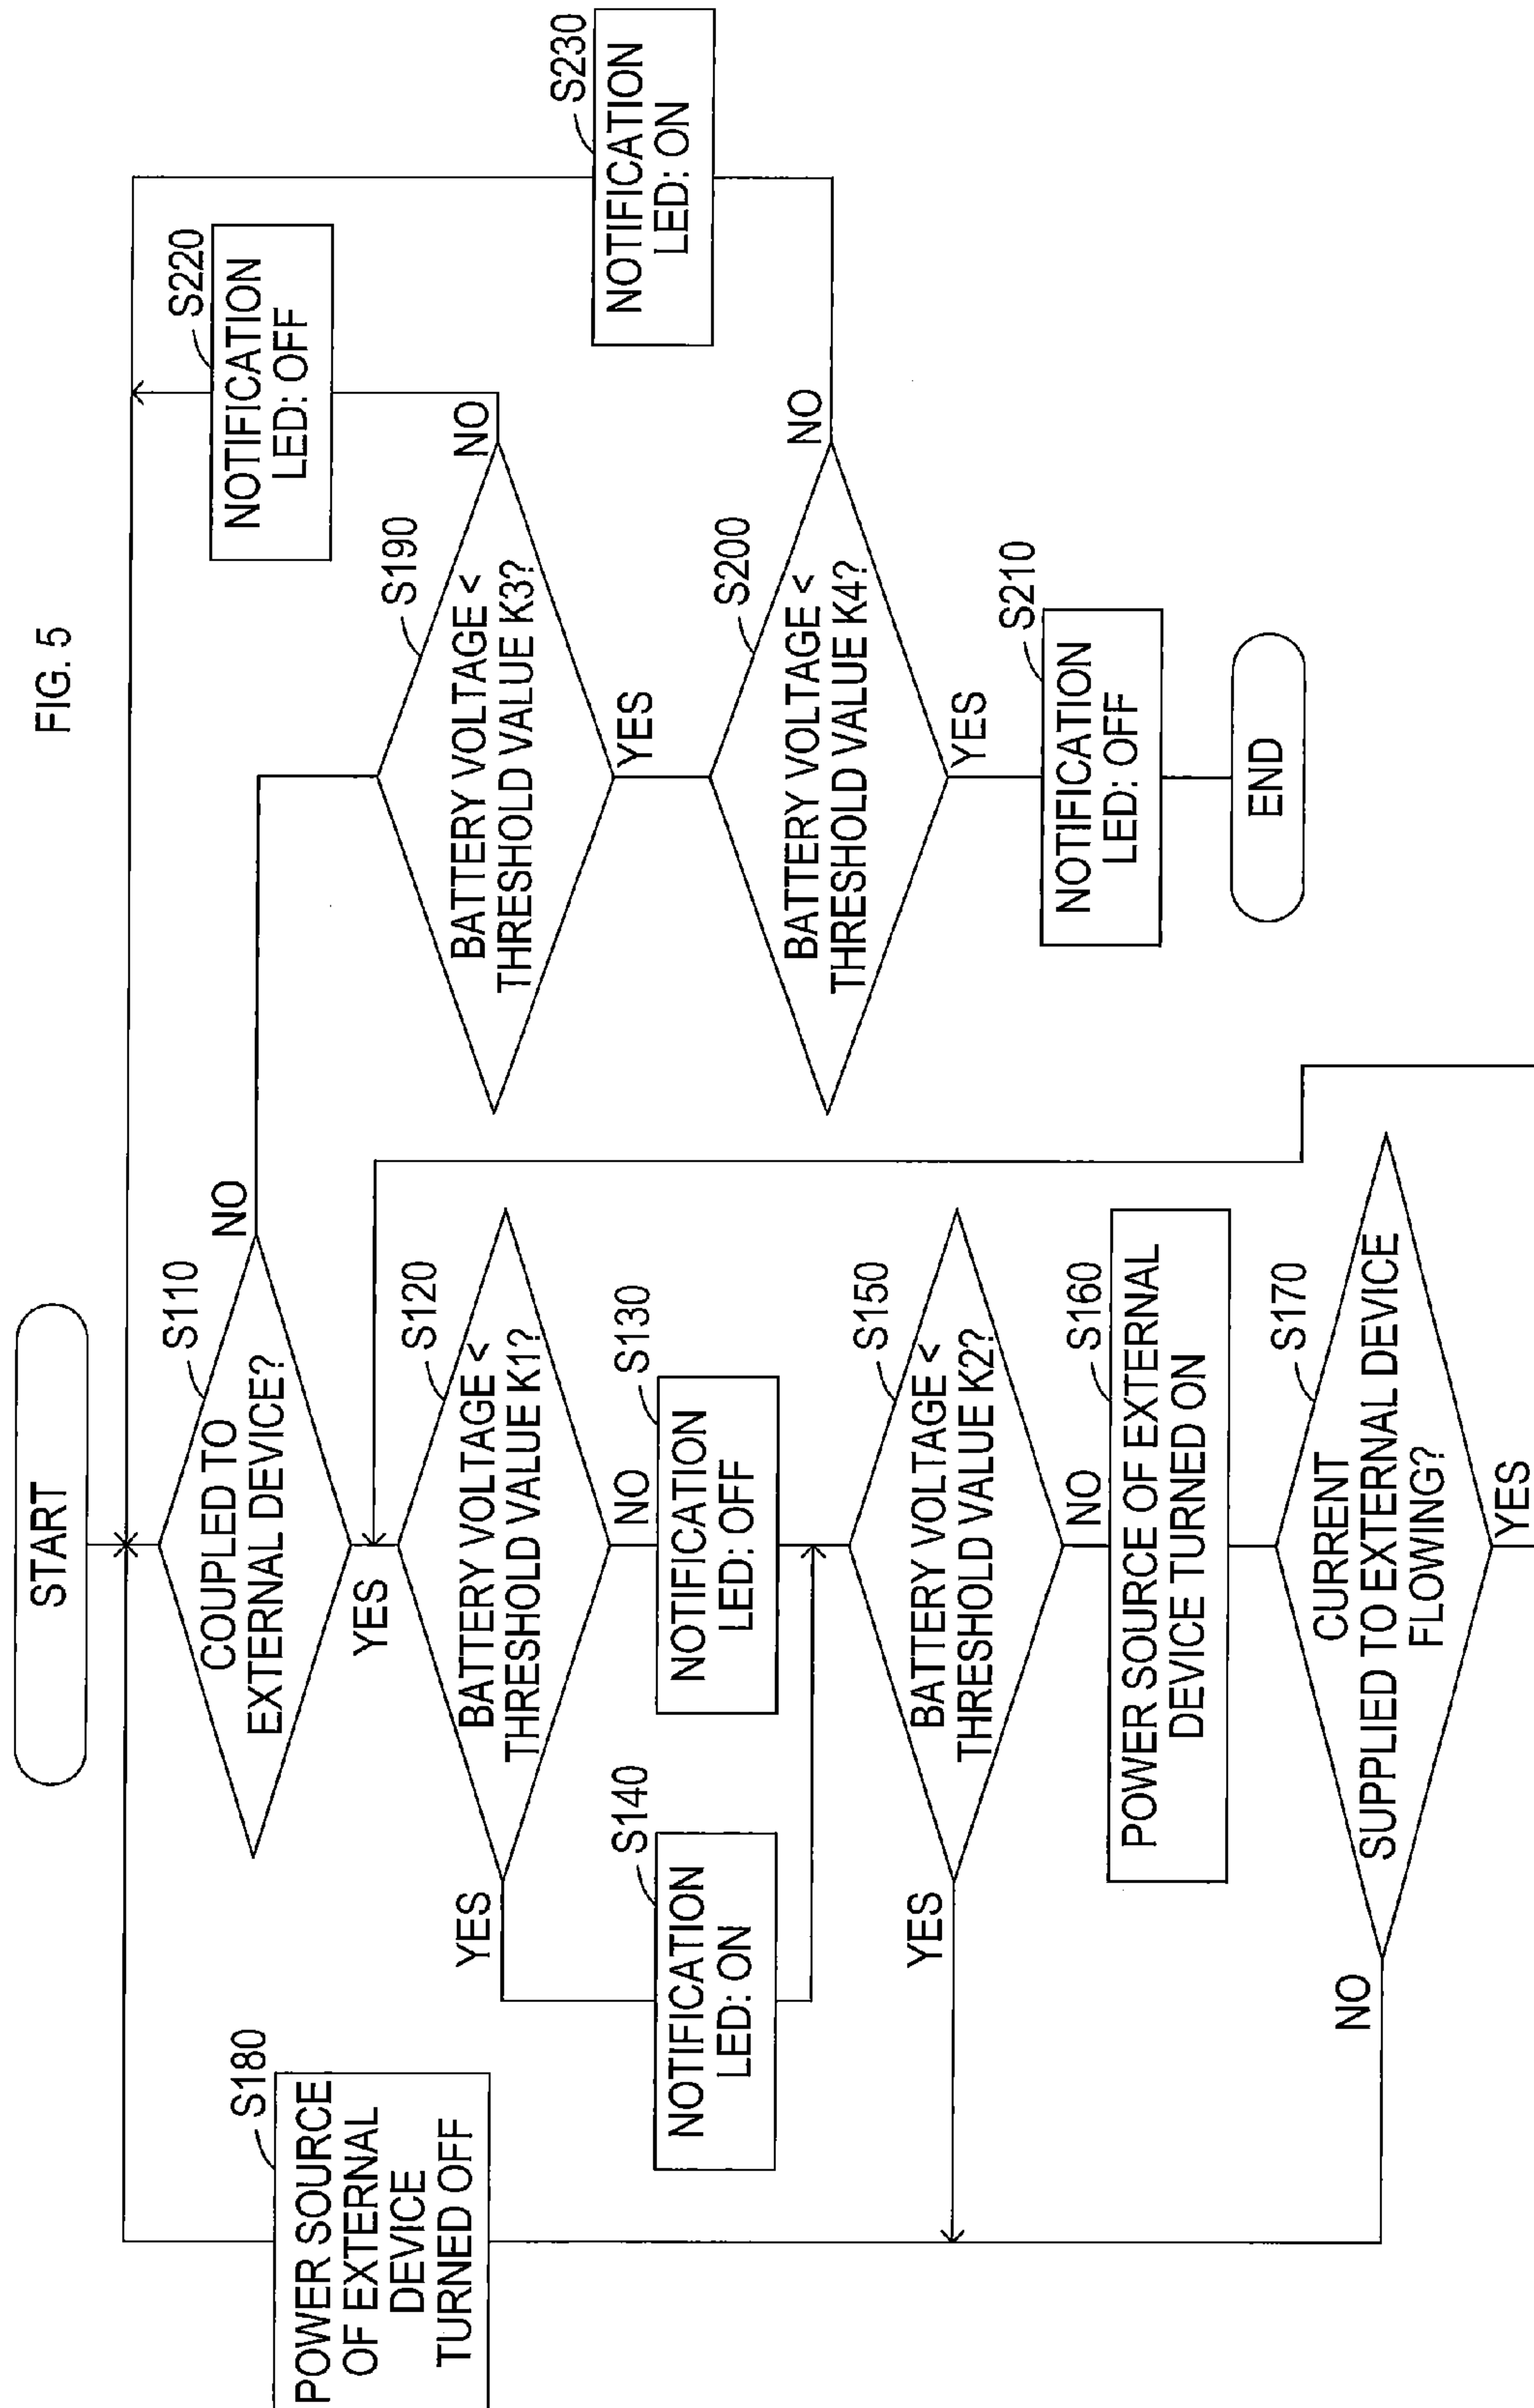 FIG. 5
START
S110
COUPLED TO
EXTERNAL DEVICE?
NO
YES
S120
BATTERY VOLTAGE <
THRESHOLD VALUE K1?
YES
NO
S130
NOTIFICATION
LED: OFF
S140
NOTIFICATION
LED: ON
S150
BATTERY VOLTAGE <
THRESHOLD VALUE K2?
YES
NO
S160
POWER SOURCE OF EXTERNAL
DEVICE TURNED ON
S170
CURRENT
SUPPLIED TO EXTERNAL DEVICE
FLOWING?
NO
YES
S180
POWER SOURCE
OF EXTERNAL
DEVICE
TURNED OFF
S190
BATTERY VOLTAGE <
THRESHOLD VALUE K3?
NO
YES
S200
BATTERY VOLTAGE <
THRESHOLD VALUE K4?
NO
YES
S210
NOTIFICATION
LED: OFF
END
S220
NOTIFICATION
LED: OFF
S230
NOTIFICATION
LED: ON